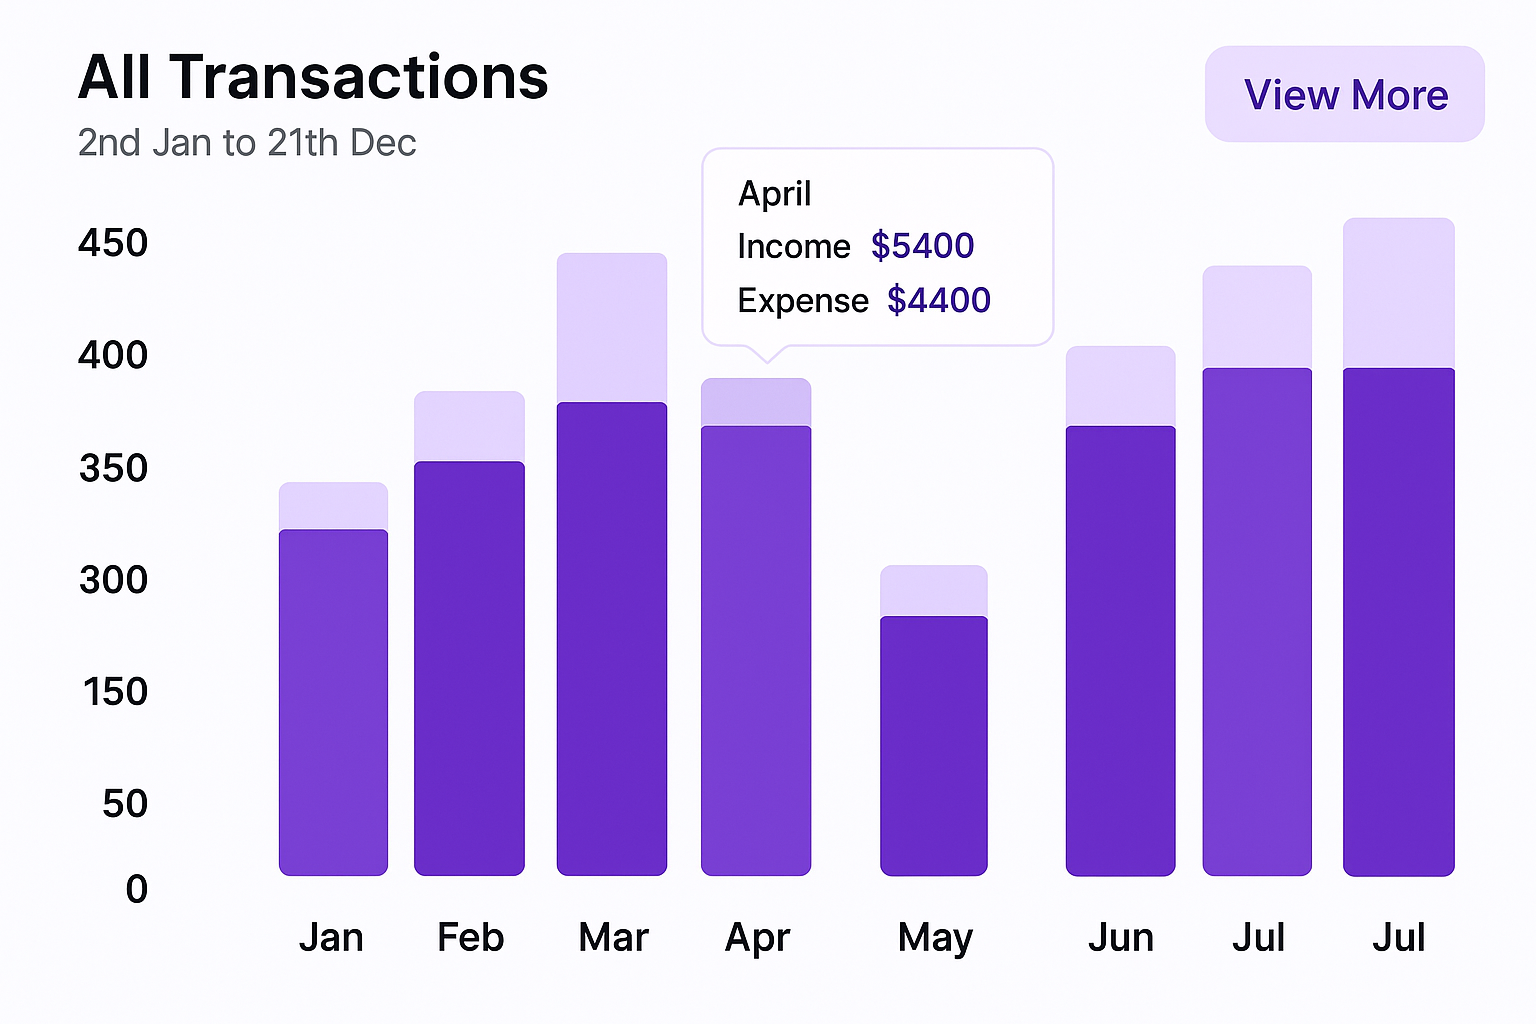 All Transactions
2nd Jan to 21th Dec
View More
April
Income $5400
Expense $4400
450
400
350
300
150
50
0
Jan Feb Mar Apr May Jun Jul Jul